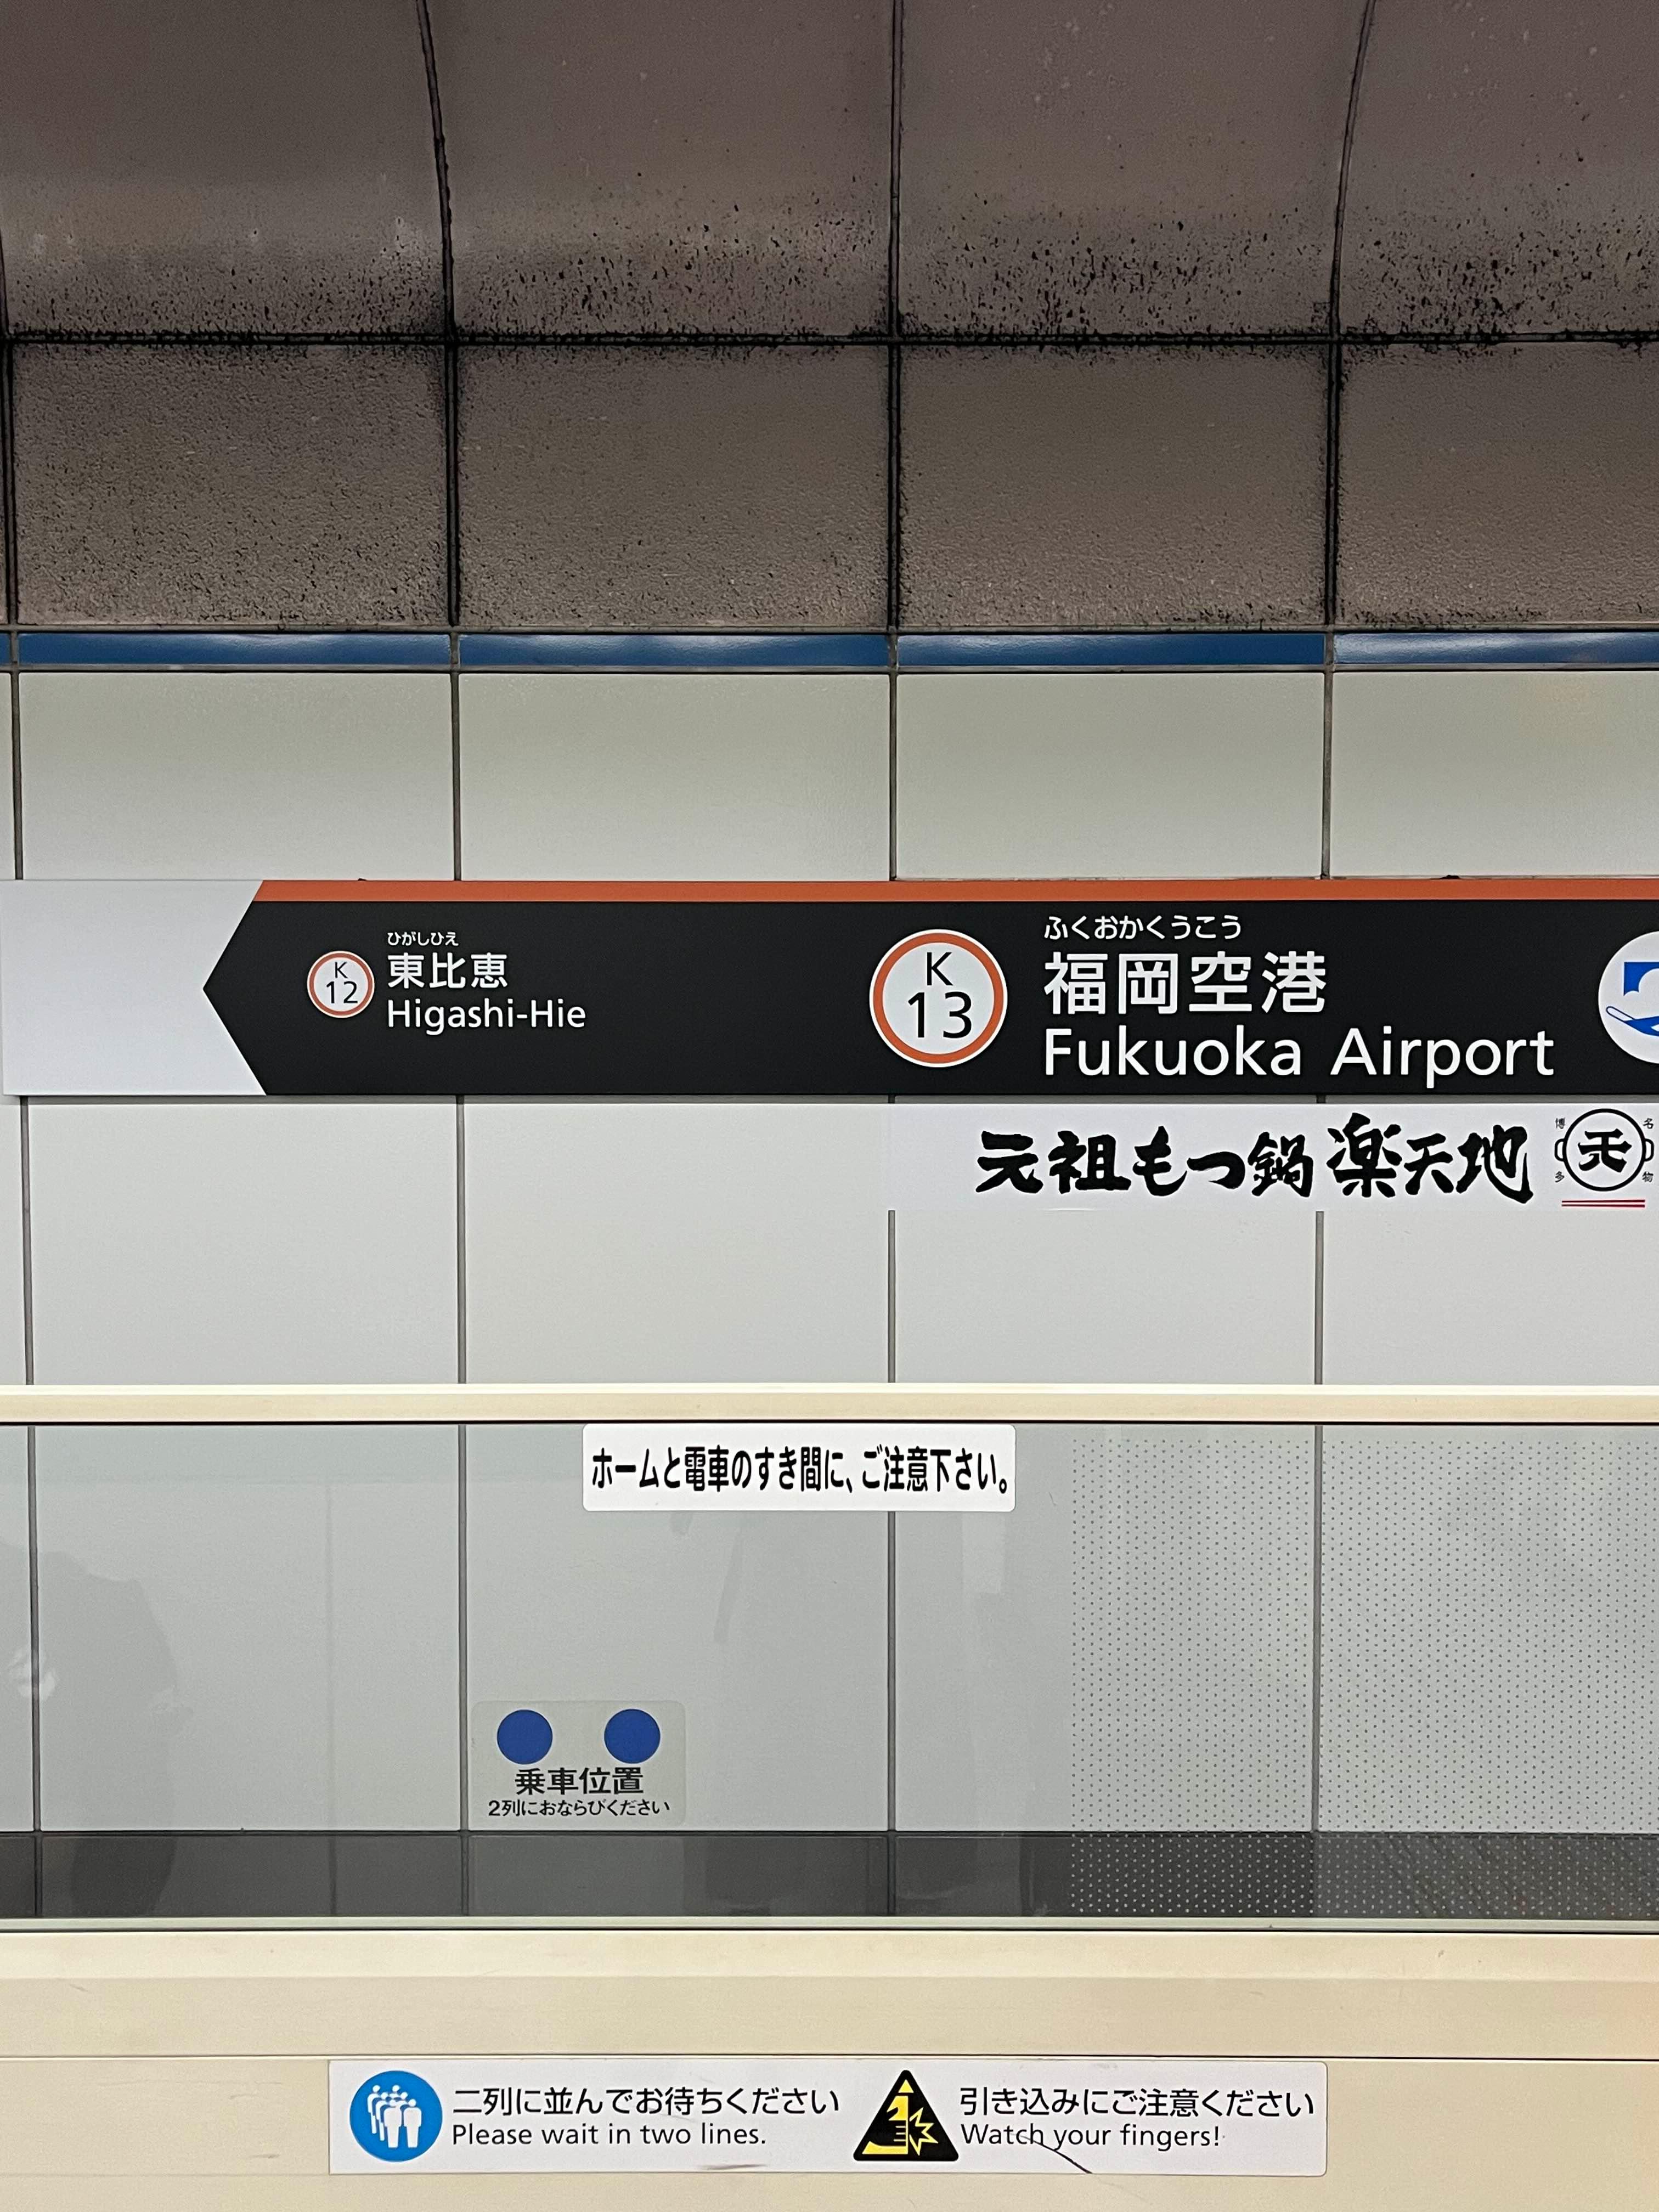 ひがしひえ
K
12
東比恵
Higashi-Hie
ふくおかくうこう
K
13
福岡空港
Fukuoka Airport
元祖もつ鍋 楽天地
博多
元
名物
ホームと電車のすき間に、ご注意下さい。
乗車位置
2列におならびください
二列に並んでお待ちください
Please wait in two lines.
引き込みにご注意ください
Watch your fingers!